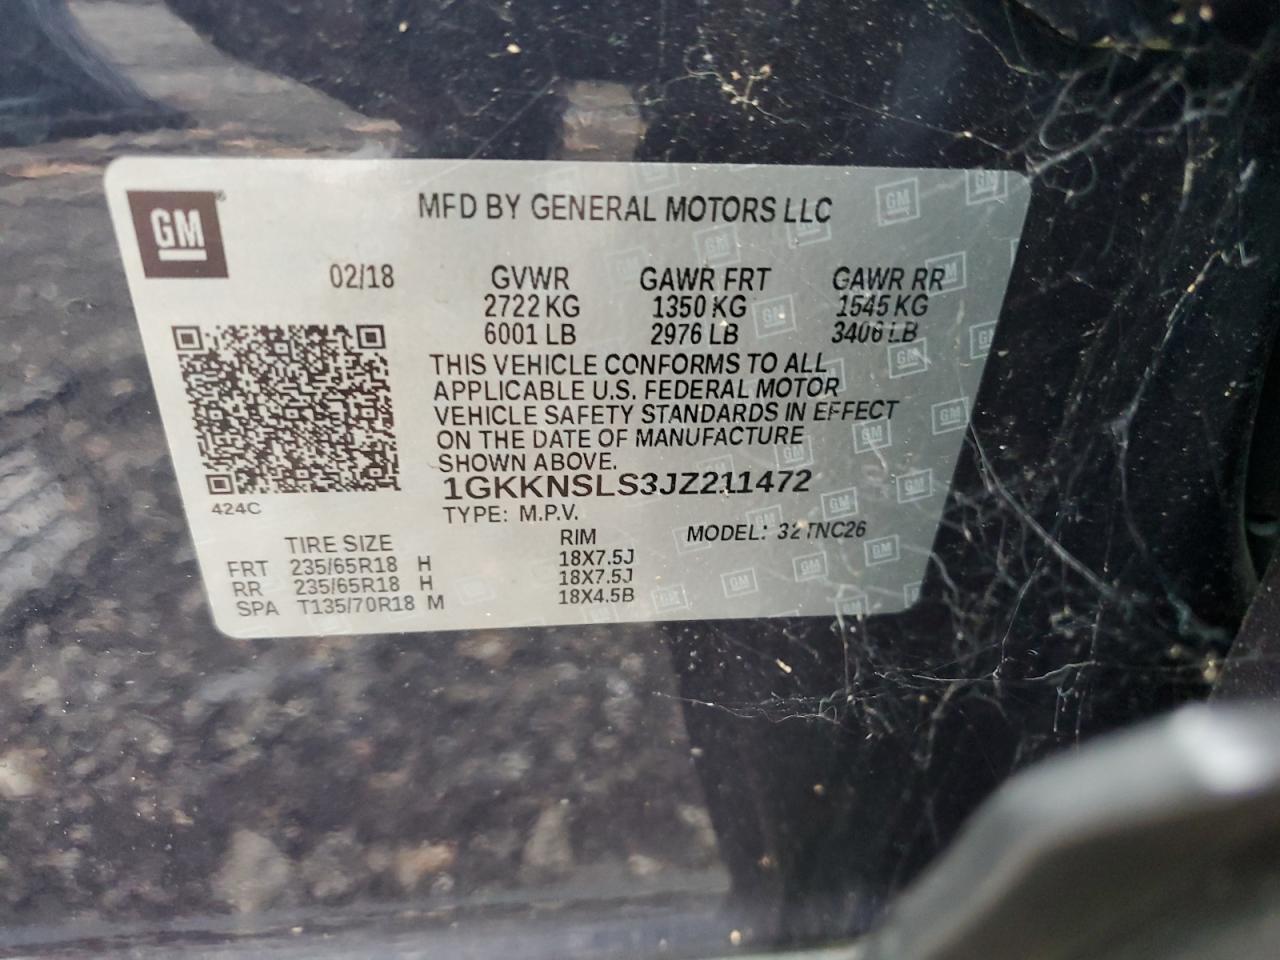 GM
MFD BY GENERAL MOTORS LLC
02/18
GVWR GAWR FRT GAWR RR
2722 KG 1350 KG 1545 KG
6001 LB 2976 LB 3406 LB
THIS VEHICLE CONFORMS TO ALL
APPLICABLE U.S. FEDERAL MOTOR
VEHICLE SAFETY STANDARDS IN EFFECT
ON THE DATE OF MANUFACTURE
SHOWN ABOVE.
1GKKNSLS3JZ211472
424C
TYPE: M.P.V.
MODEL:
TIRE SIZE RIM
FRT 235/65R18 H 18X7.5J
RR 235/65R18 H 18X7.5J
SPA T135/70R18 M 18X4.5B